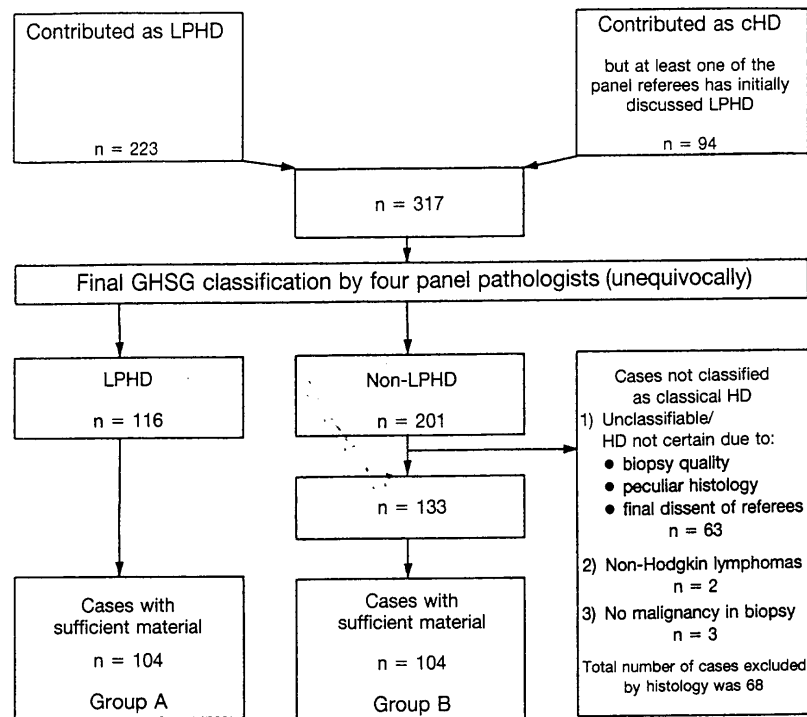 Contributed as LPHD
n = 223
Contributed as cHD
but at least one of the
panel referees has initially
discussed LPHD
n = 94
n = 317
Final GHSG classification by four panel pathologists (unequivocally)
LPHD
n = 116
Non-LPHD
n = 201
n = 133
Cases not classified
as classical HD
1) Unclassifiable/
HD not certain due to:
● biopsy quality
● peculiar histology
● final dissent of referees
n = 63
2) Non-Hodgkin lymphomas
n = 2
3) No malignancy in biopsy
n = 3
Total number of cases excluded
by histology was 68
Cases with
sufficient material
n = 104
Group A
Cases with
sufficient material
n = 104
Group B